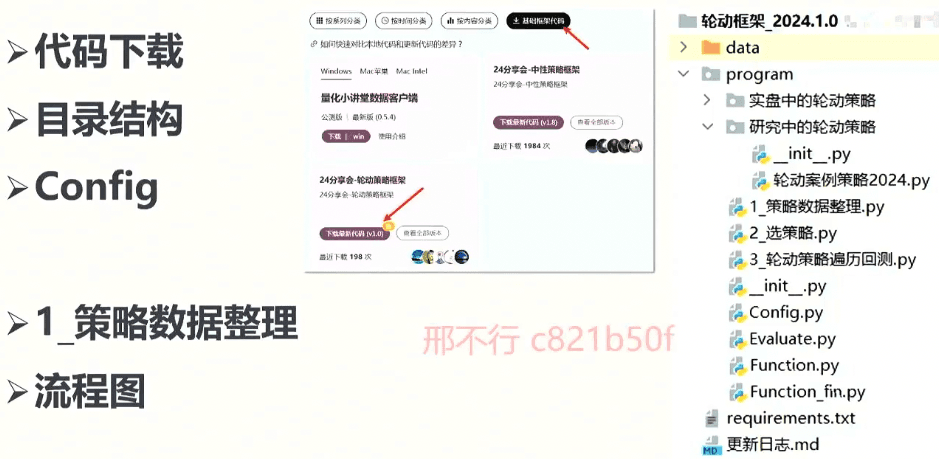 ➢代码下载
➢目录结构
➢Config
➢1_策略数据整理
➢流程图
按系列分类 按时间分类 按内容分类 基础框架代码
如何快速对比本地代码和更新代码的差异？
Windows Mac苹果 Mac Intel
量化小讲堂数据客户端
公测版 | 最新版 (0.5.4)
下载 | win 使用介绍
24分享会-中性策略框架
24分享会-中性策略框架
下载最新代码 (v1.8) 查看全部版本
最近下载 1984 次
24分享会-轮动策略框架
24分享会-轮动策略框架
下载最新代码 (v1.0) 查看全部版本
最近下载 198 次
邢不行 c821b50f
轮动框架_2024.1.0
data
program
实盘中的轮动策略
研究中的轮动策略
__init__.py
轮动案例策略2024.py
1_策略数据整理.py
2_选策略.py
3_轮动策略遍历回测.py
__init__.py
Config.py
Evaluate.py
Function.py
Function_fin.py
requirements.txt
MD 更新日志.md